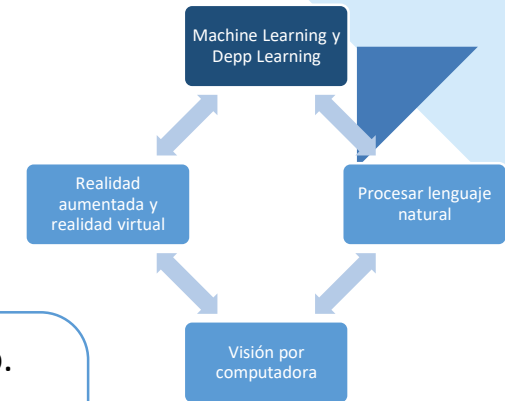 Machine Learning y
Depp Learning
Realidad
aumentada y
realidad virtual
Procesar lenguaje
natural
Visión por
computadora